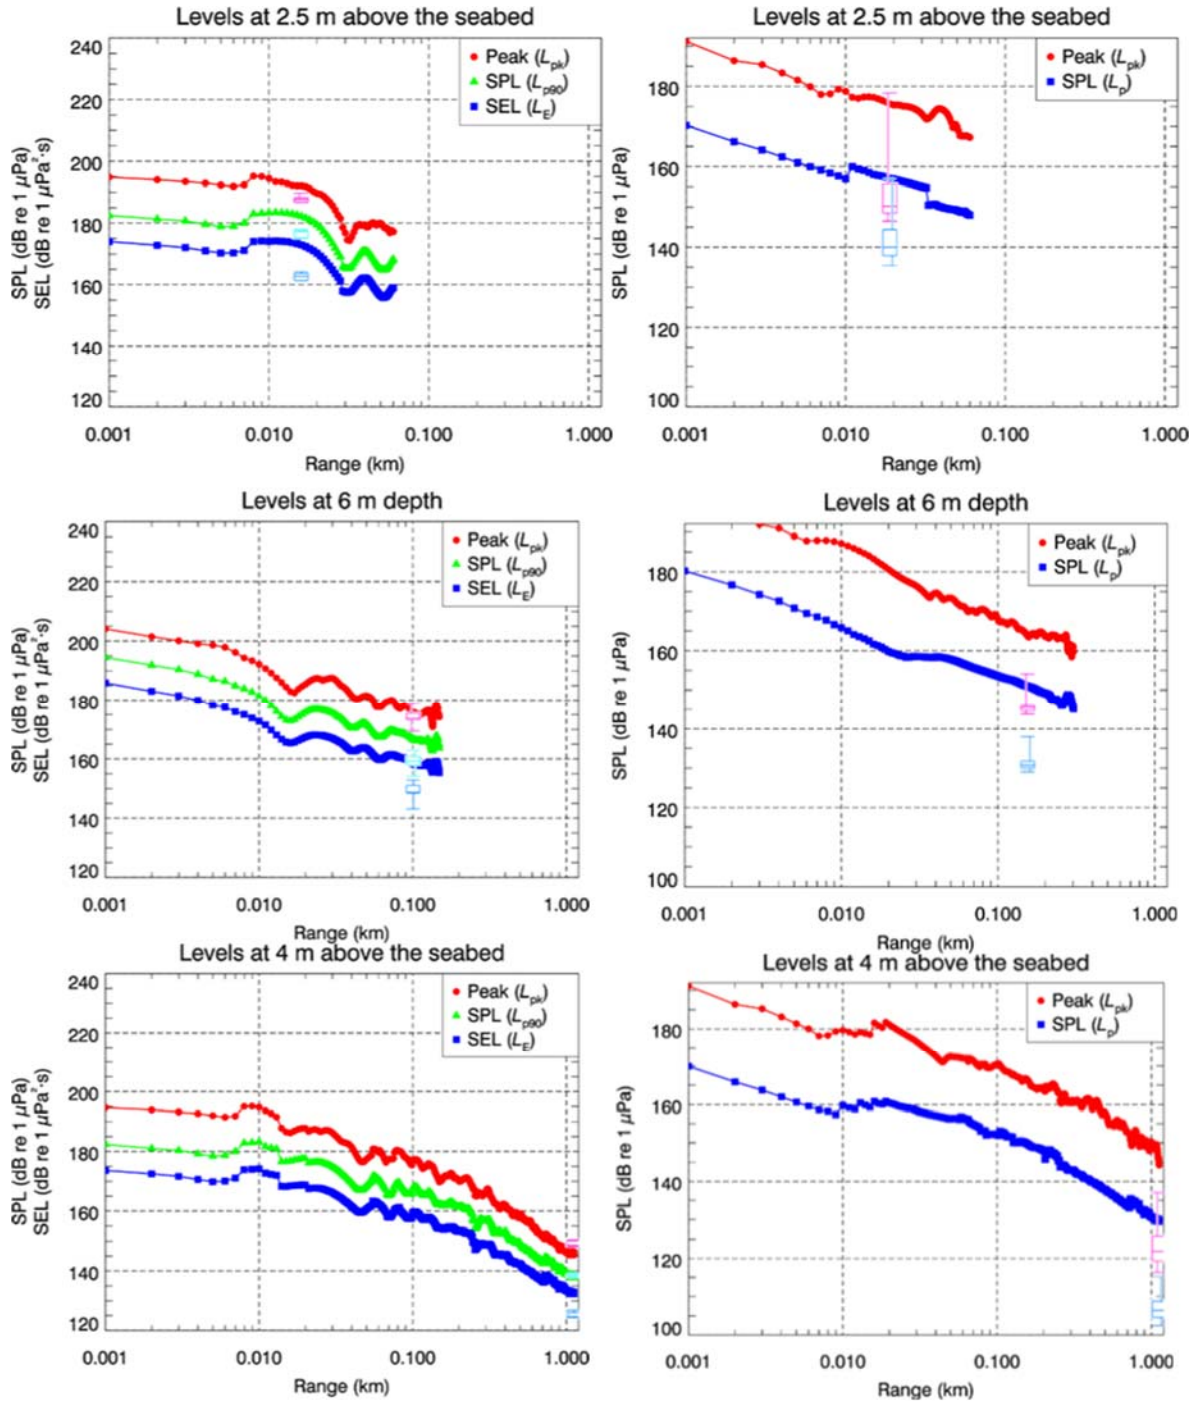 Levels at 2.5 m above the seabed
SPL (dB re 1 μPa)
SEL (dB re 1 μPa²·s)
240
220
200
180
160
140
120
Peak (Lpk)
SPL (Lp90)
SEL (LE)
0.001
0.010
0.100
1.000
Range (km)
Levels at 2.5 m above the seabed
SPL (dB re 1 μPa)
180
160
140
120
100
Peak (Lpk)
SPL (Lp)
0.001
0.010
0.100
1.000
Range (km)
Levels at 6 m depth
SPL (dB re 1 μPa)
SEL (dB re 1 μPa²·s)
240
220
200
180
160
140
120
Peak (Lpk)
SPL (Lp90)
SEL (LE)
0.001
0.010
0.100
1.000
Range (km)
Levels at 6 m depth
SPL (dB re 1 μPa)
180
160
140
120
100
Peak (Lpk)
SPL (Lp)
0.001
0.010
0.100
1.000
Range (km)
Levels at 4 m above the seabed
SPL (dB re 1 μPa)
SEL (dB re 1 μPa²·s)
240
220
200
180
160
140
120
Peak (Lpk)
SPL (Lp90)
SEL (LE)
0.001
0.010
0.100
1.000
Range (km)
Levels at 4 m above the seabed
SPL (dB re 1 μPa)
180
160
140
120
100
Peak (Lpk)
SPL (Lp)
0.001
0.010
0.100
1.000
Range (km)